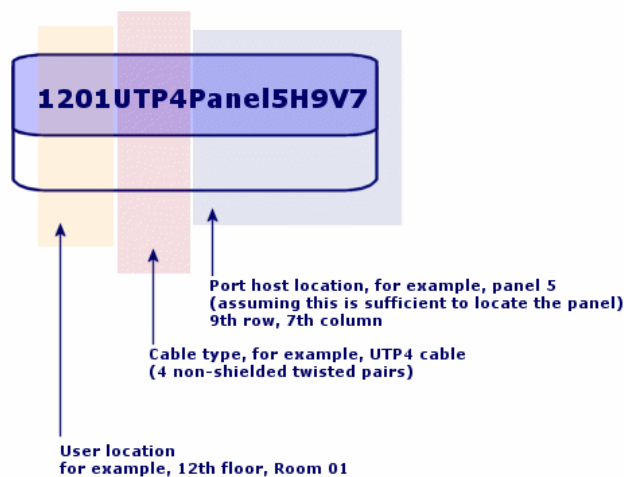 1201UTP4Panel5H9V7
Port host location, for example, panel 5
(assuming this is sufficient to locate the panel)
9th row, 7th column
Cable type, for example, UTP4 cable
(4 non-shielded twisted pairs)
User location
for example, 12th floor, Room 01